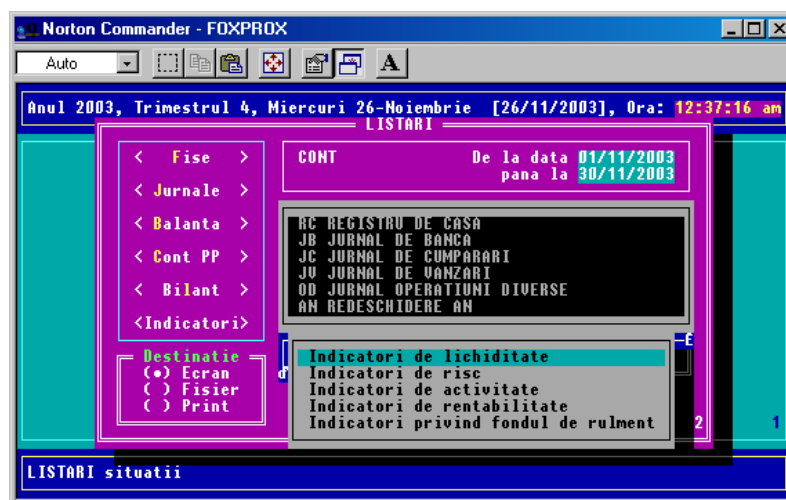 Norton Commander - FOXPROX
Auto
A
Anul 2003, Trimestrul 4, Miercuri 26-Noiembrie [26/11/2003], Ora: 12:37:16 am
LISTARI
< Fise >
< Jurnale >
< Balanta >
< Cont PP >
< Bilant >
<Indicatori>
CONT De la data 01/11/2003
pana la 30/11/2003
RC REGISTRU DE CASA
JB JURNAL DE BANCA
JC JURNAL DE CUMPARARI
JV JURNAL DE VANZARI
OD JURNAL OPERATIUNI DIVERSE
AN REDESCHIDERE AN
Destinatie
(•) Ecran
( ) Fisier
( ) Print
Indicatori de lichiditate
Indicatori de risc
Indicatori de activitate
Indicatori de rentabilitate
Indicatori privind fondul de rulment
2 1
LISTARI situatii